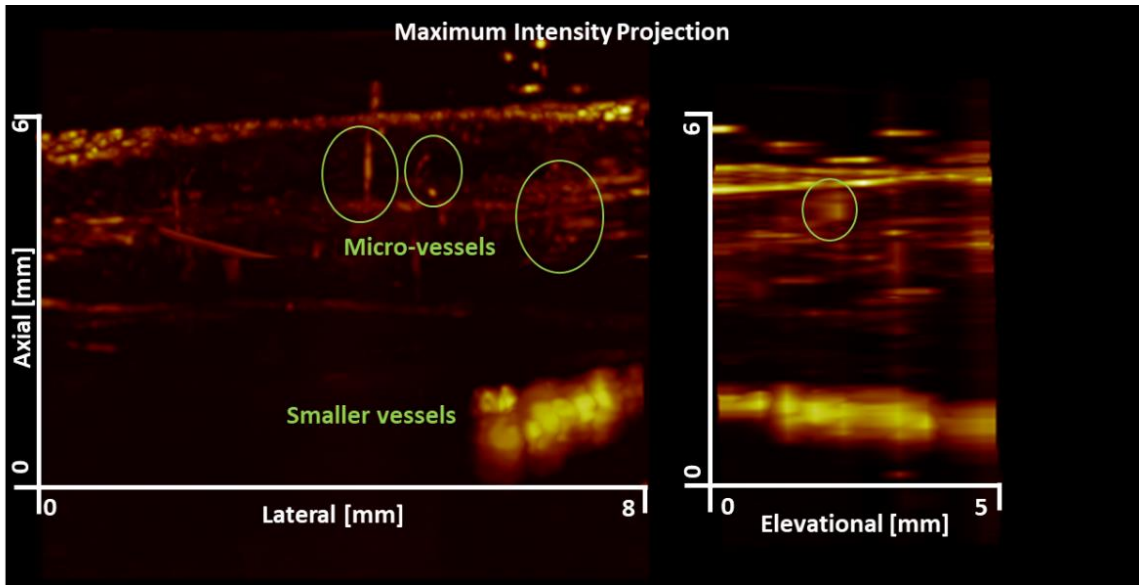 Maximum Intensity Projection
6
Axial [mm]
0
Micro-vessels
Smaller vessels
0
Lateral [mm]
8
6
0
0
Elevational [mm]
5